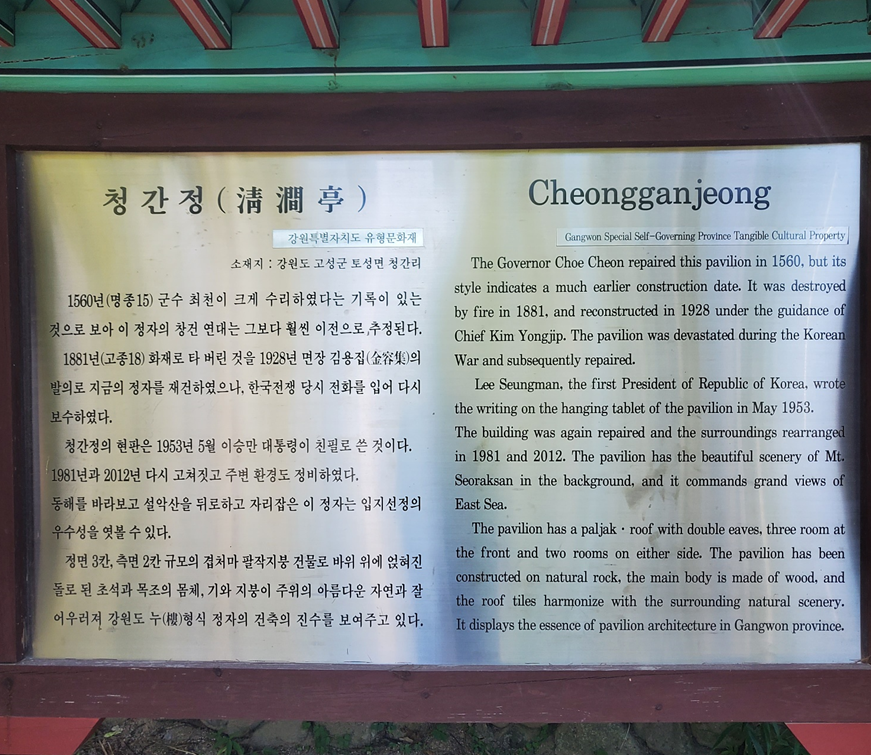 청간정(淸澗亭)
강원특별자치도 유형문화재
소재지 : 강원도 고성군 토성면 청간리
1560년(명종15) 군수 최천이 크게 수리하였다는 기록이 있는
것으로 보아 이 정자의 창건 연대는 그보다 훨씬 이전으로 추정된다.
1881년(고종18) 화재로 타 버린 것을 1928년 면장 김용집(金容集)의
발의로 지금의 정자를 재건하였으나, 한국전쟁 당시 전화를 입어 다시
보수하였다.
청간정의 현판은 1953년 5월 이승만 대통령이 친필로 쓴 것이다.
1981년과 2012년 다시 고쳐짓고 주변 환경도 정비하였다.
동해를 바라보고 설악산을 뒤로하고 자리잡은 이 정자는 입지선정의
우수성을 엿볼 수 있다.
정면 3칸, 측면 2칸 규모의 겹처마 팔작지붕 건물로 바위 위에 얹혀진
돌로 된 초석과 목조의 몸체, 기와 지붕이 주위의 아름다운 자연과 잘
어우러져 강원도 누(樓)형식 정자의 건축의 진수를 보여주고 있다.
Cheongganjeong
Gangwon Special Self-Governing Province Tangible Cultural Property
The Governor Choe Cheon repaired this pavilion in 1560, but its
style indicates a much earlier construction date. It was destroyed
by fire in 1881, and reconstructed in 1928 under the guidance of
Chief Kim Yongjip. The pavilion was devastated during the Korean
War and subsequently repaired.
Lee Seungman, the first President of Republic of Korea, wrote
the writing on the hanging tablet of the pavilion in May 1953.
The building was again repaired and the surroundings rearranged
in 1981 and 2012. The pavilion has the beautiful scenery of Mt.
Seoraksan in the background, and it commands grand views of
East Sea.
The pavilion has a paljak · roof with double eaves, three room at
the front and two rooms on either side. The pavilion has been
constructed on natural rock, the main body is made of wood, and
the roof tiles harmonize with the surrounding natural scenery.
It displays the essence of pavilion architecture in Gangwon province.